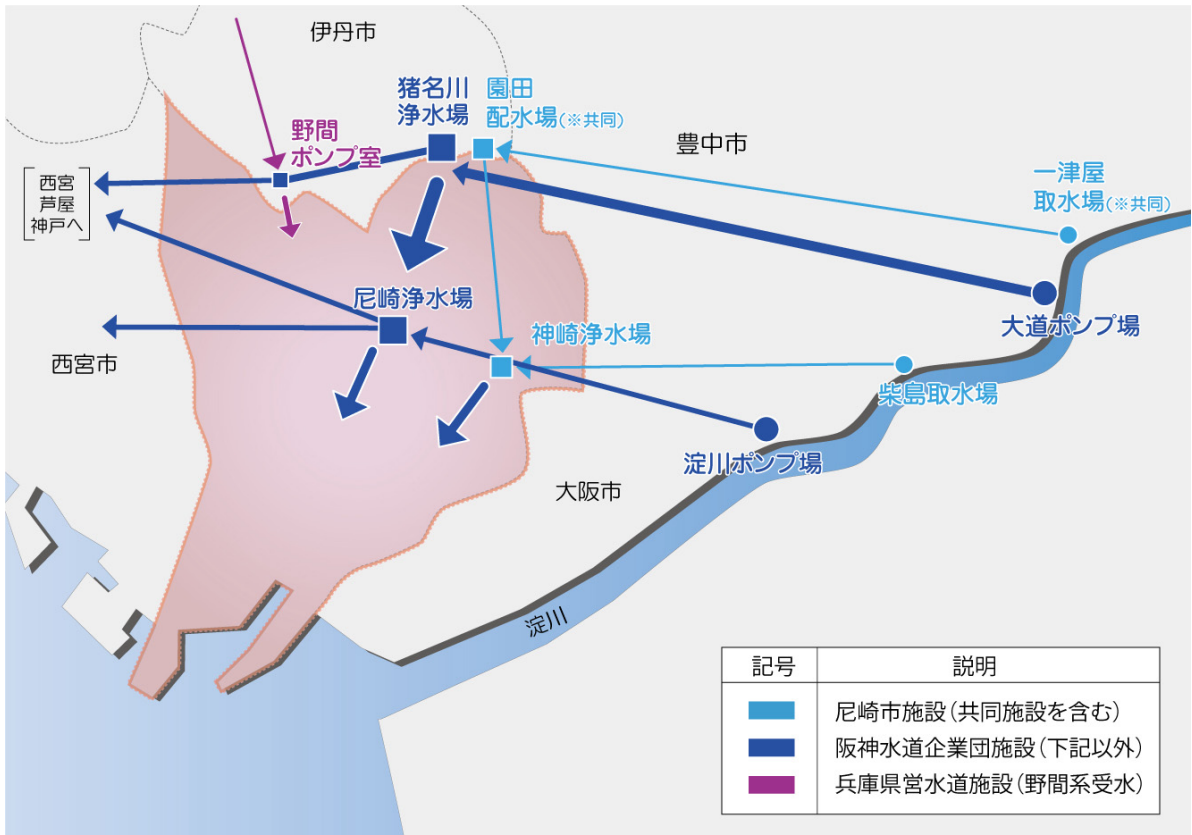 伊丹市
猪名川
浄水場
園田
配水場(※共同)
野間
ポンプ室
豊中市
一津屋
取水場(※共同)
西宮
芦屋
神戸へ
尼崎浄水場
大道ポンプ場
神崎浄水場
西宮市
柴島取水場
淀川ポンプ場
大阪市
淀川
記号 説明
尼崎市施設(共同施設を含む)
阪神水道企業団施設(下記以外)
兵庫県営水道施設(野間系受水)